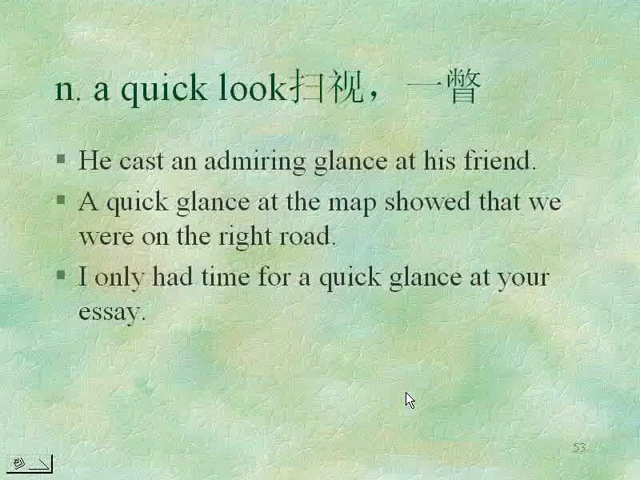 n. a quick look扫视，一瞥
▪ He cast an admiring glance at his friend.
▪ A quick glance at the map showed that we
were on the right road.
▪ I only had time for a quick glance at your
essay.
53